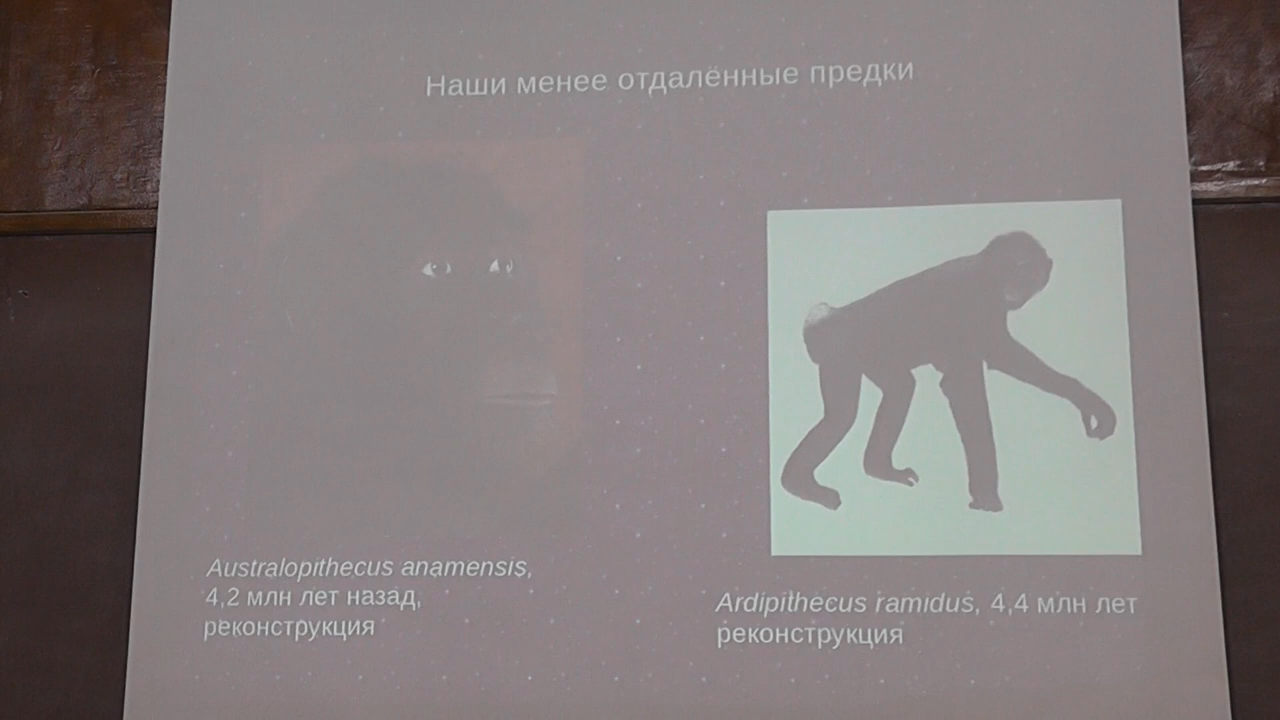 Наши менее отдалённые предки
Australopithecus anamensis,
4,2 млн лет назад,
реконструкция
Ardipithecus ramidus, 4,4 млн лет
реконструкция